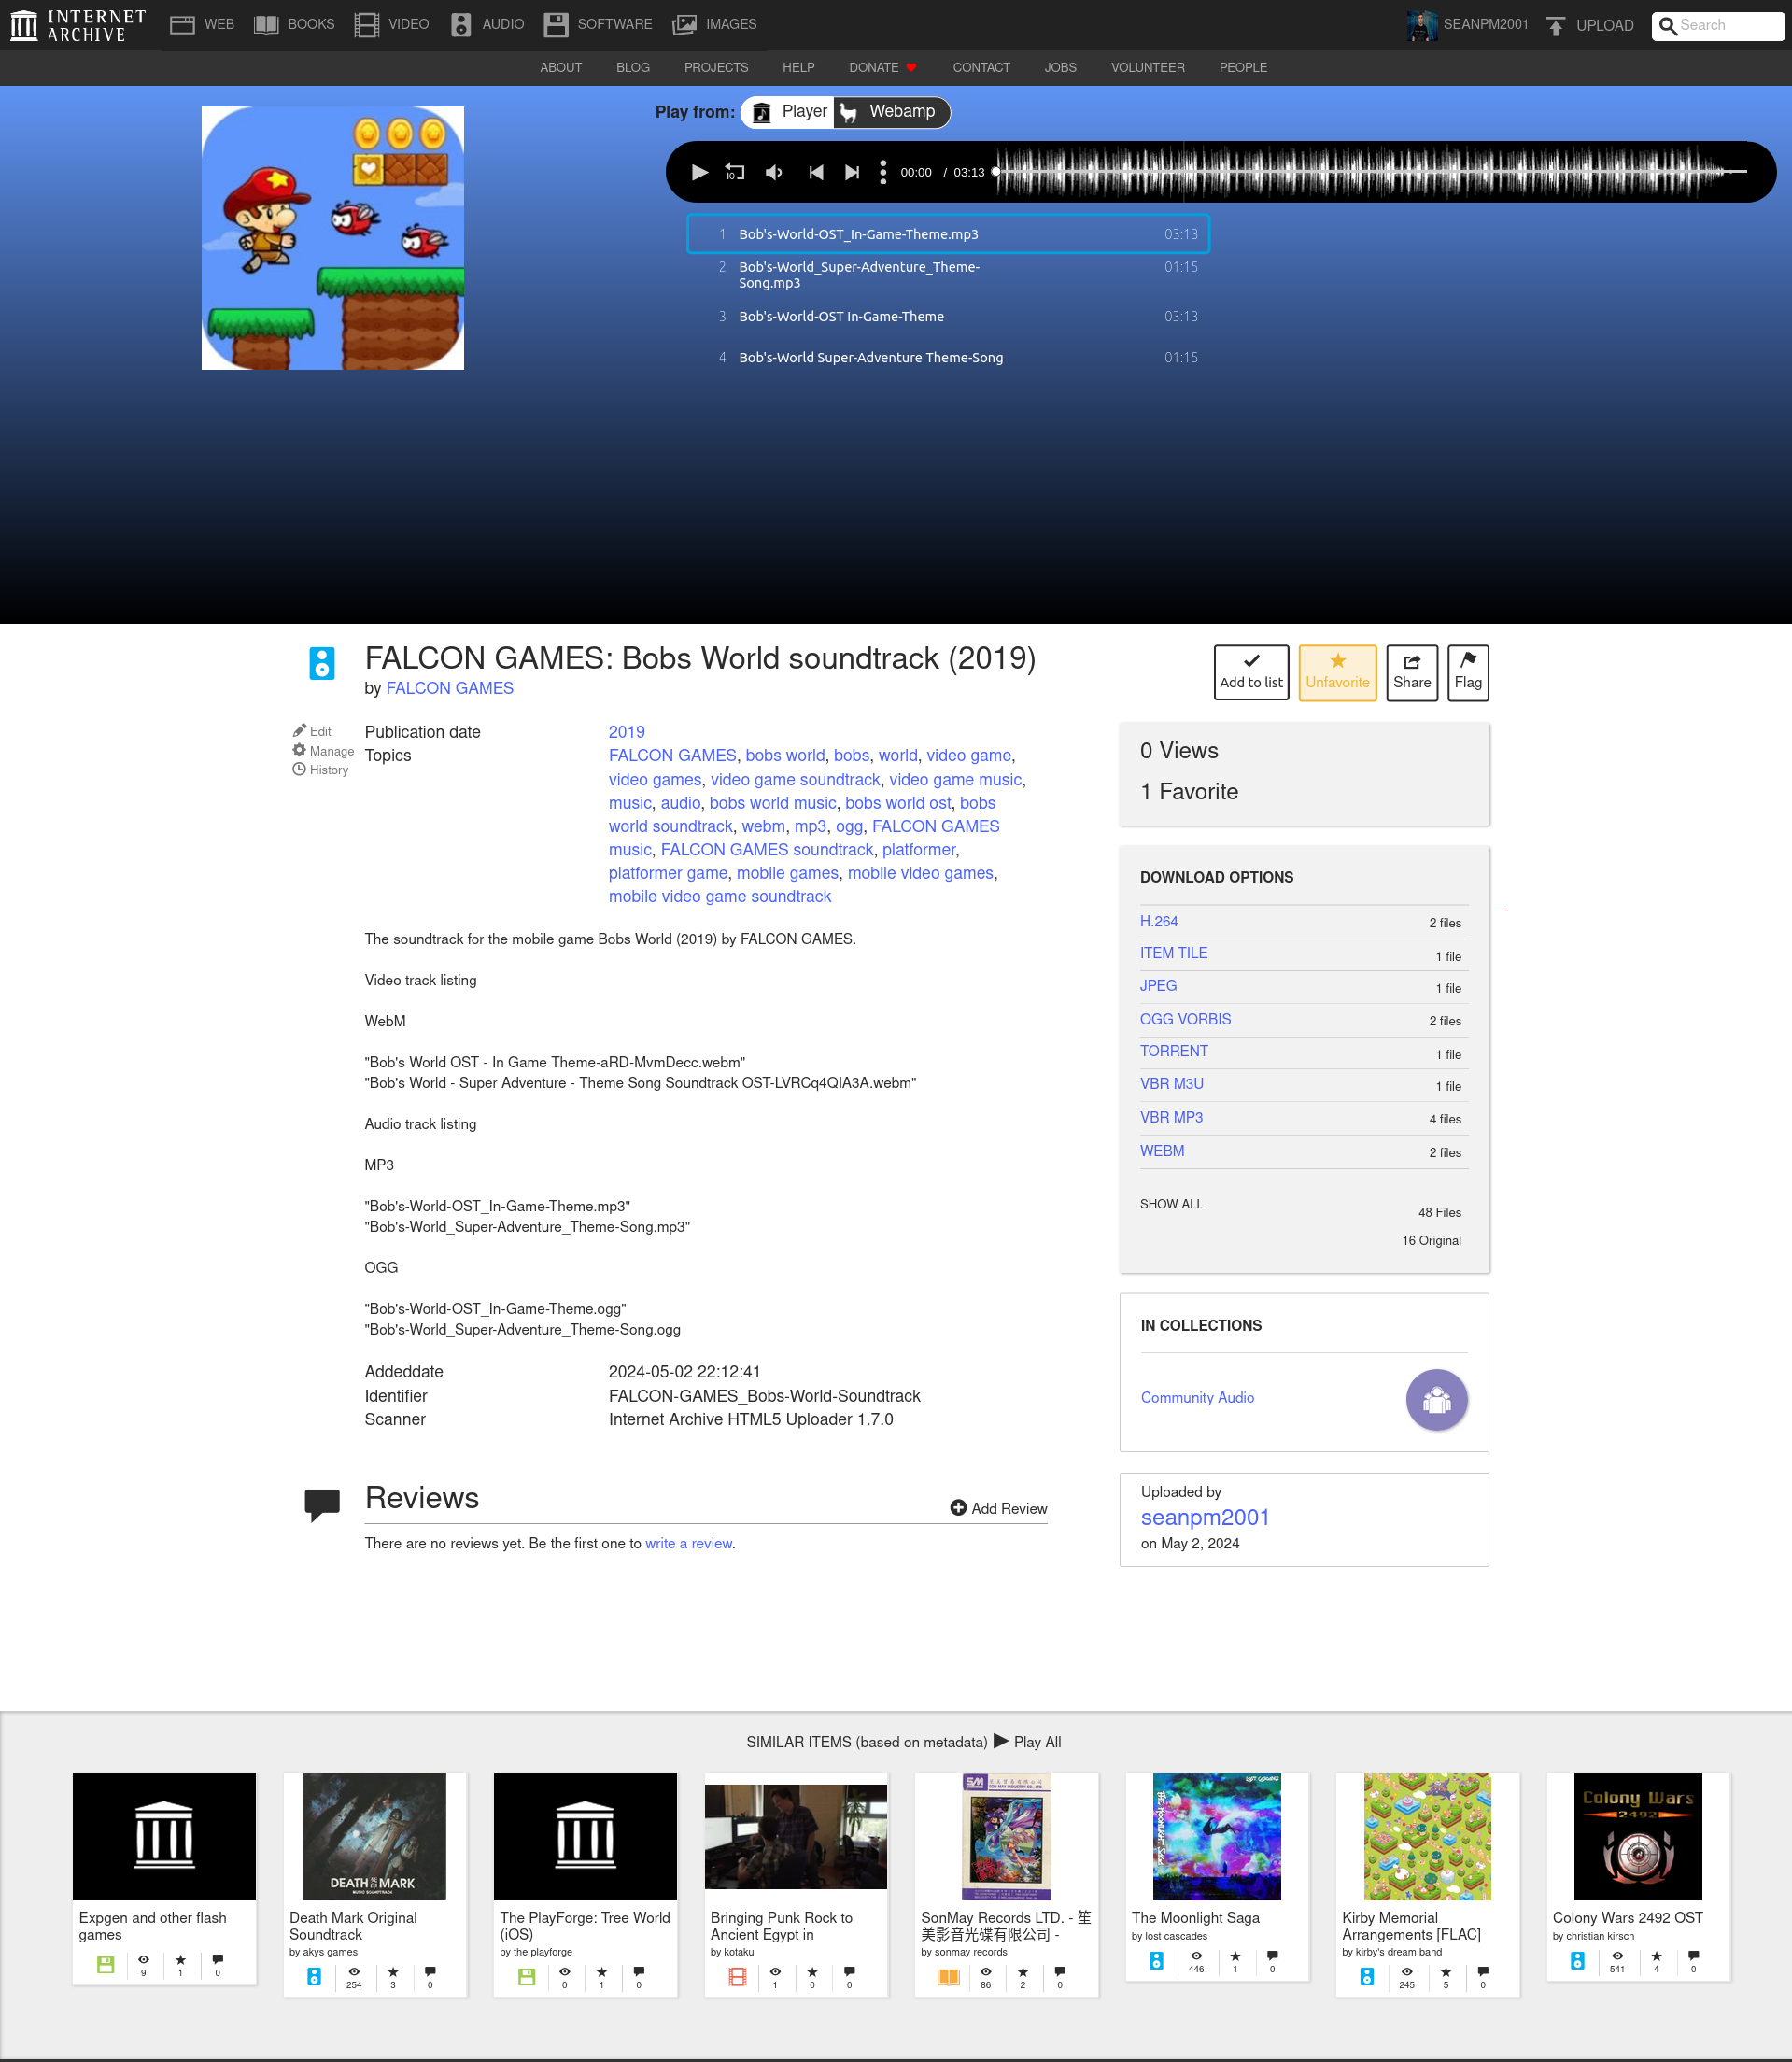 INTERNET
ARCHIVE
WEB
BOOKS
VIDEO
AUDIO
SOFTWARE
IMAGES
SEANPM2001
UPLOAD
Search
ABOUT
BLOG
PROJECTS
HELP
DONATE
CONTACT
JOBS
VOLUNTEER
PEOPLE
Play from:
Player
Webamp
10
00:00 / 03:13
1 Bob's-World-OST_In-Game-Theme.mp3 03:13
2 Bob's-World_Super-Adventure_Theme- 01:15
Song.mp3
3 Bob's-World-OST In-Game-Theme 03:13
4 Bob's-World Super-Adventure Theme-Song 01:15
FALCON GAMES: Bobs World soundtrack (2019)
by FALCON GAMES
Add to list
Unfavorite
Share
Flag
Edit
Manage
History
Publication date 2019
Topics FALCON GAMES, bobs world, bobs, world, video game,
video games, video game soundtrack, video game music,
music, audio, bobs world music, bobs world ost, bobs
world soundtrack, webm, mp3, ogg, FALCON GAMES
music, FALCON GAMES soundtrack, platformer,
platformer game, mobile games, mobile video games,
mobile video game soundtrack
The soundtrack for the mobile game Bobs World (2019) by FALCON GAMES.
Video track listing
WebM
"Bob's World OST - In Game Theme-aRD-MvmDecc.webm"
"Bob's World - Super Adventure - Theme Song Soundtrack OST-LVRCq4QIA3A.webm"
Audio track listing
MP3
"Bob's-World-OST_In-Game-Theme.mp3"
"Bob's-World_Super-Adventure_Theme-Song.mp3"
OGG
"Bob's-World-OST_In-Game-Theme.ogg"
"Bob's-World_Super-Adventure_Theme-Song.ogg
Addeddate 2024-05-02 22:12:41
Identifier FALCON-GAMES_Bobs-World-Soundtrack
Scanner Internet Archive HTML5 Uploader 1.7.0
Reviews
Add Review
There are no reviews yet. Be the first one to write a review.
0 Views
1 Favorite
DOWNLOAD OPTIONS
H.264 2 files
ITEM TILE 1 file
JPEG 1 file
OGG VORBIS 2 files
TORRENT 1 file
VBR M3U 1 file
VBR MP3 4 files
WEBM 2 files
SHOW ALL
48 Files
16 Original
IN COLLECTIONS
Community Audio
Uploaded by
seanpm2001
on May 2, 2024
SIMILAR ITEMS (based on metadata) Play All
Expgen and other flash
games
9 1 0
DEATH MARK
Death Mark Original
Soundtrack
by akys games
254 3 0
The PlayForge: Tree World
(iOS)
by the playforge
0 1 0
Bringing Punk Rock to
Ancient Egypt in
by kotaku
1 0 0
SM
SonMay Records LTD. - 笙
美影音光碟有限公司 -
by sonmay records
86 2 0
The Moonlight Saga
by lost cascades
446 1 0
Kirby Memorial
Arrangements [FLAC]
by kirby's dream band
245 5 0
Colony Wars
2492
Colony Wars 2492 OST
by christian kirsch
541 4 0